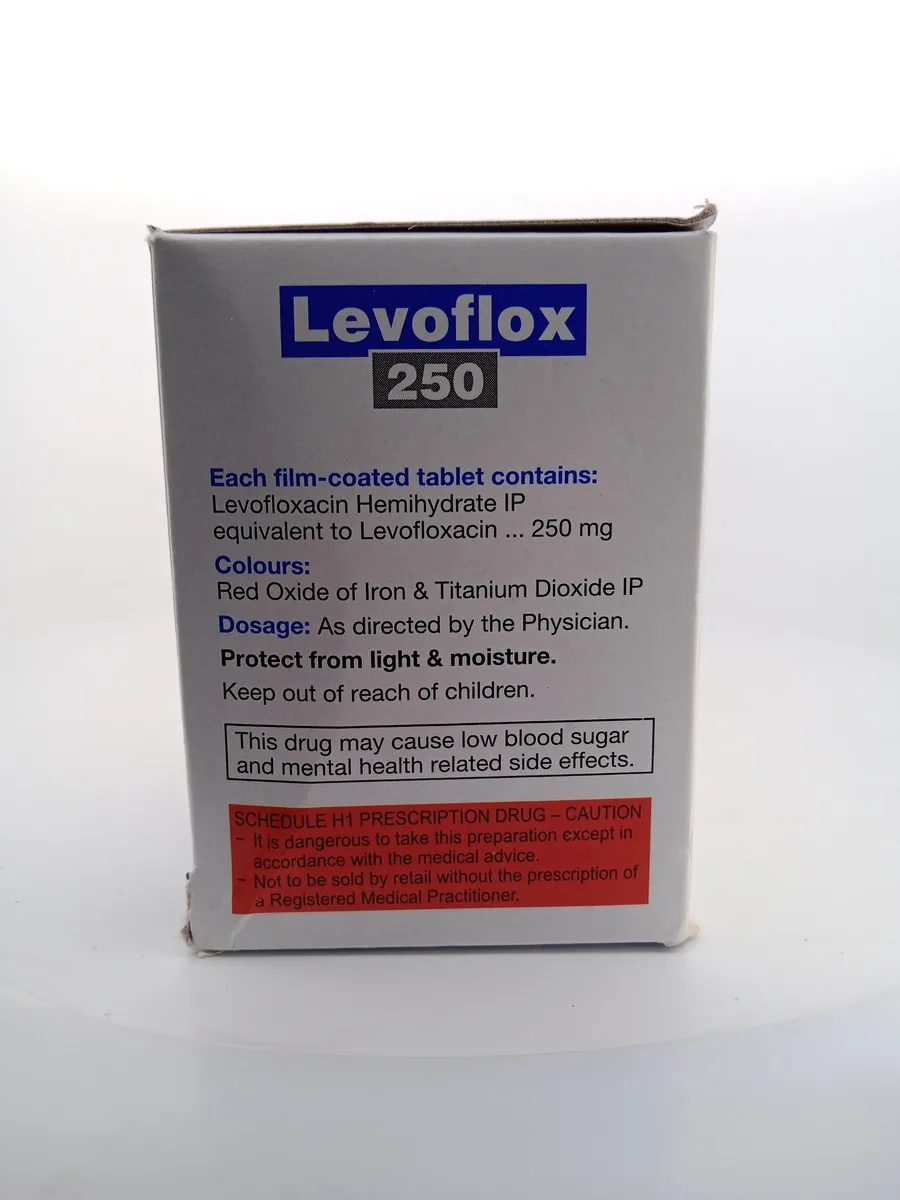 Levoflox
250
Each film-coated tablet contains:
Levofloxacin Hemihydrate IP
equivalent to Levofloxacin ... 250 mg
Colours:
Red Oxide of Iron & Titanium Dioxide IP
Dosage: As directed by the Physician.
Protect from light & moisture.
Keep out of reach of children.
This drug may cause low blood sugar
and mental health related side effects.
SCHEDULE H1 PRESCRIPTION DRUG – CAUTION
- It is dangerous to take this preparation except in
accordance with the medical advice.
- Not to be sold by retail without the prescription of
a Registered Medical Practitioner.